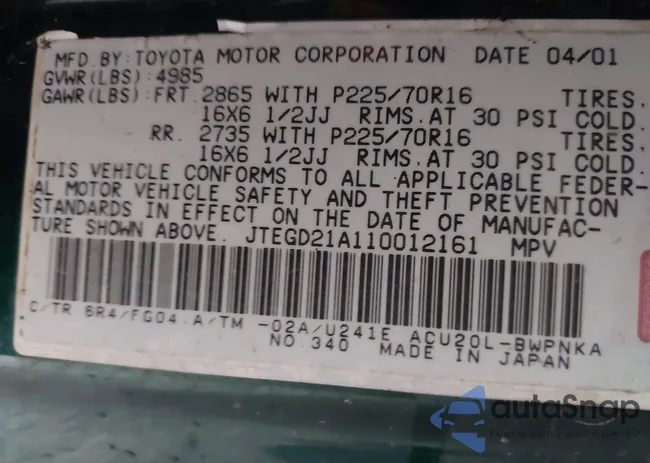 MFD.BY:TOYOTA MOTOR CORPORATION DATE 04/01
GVWR(LBS):4985
GAWR(LBS):FRT. 2865 WITH P225/70R16 TIRES.
16X6 1/2JJ RIMS.AT 30 PSI COLD.
RR. 2735 WITH P225/70R16 TIRES.
16X6 1/2JJ RIMS.AT 30 PSI COLD.
THIS VEHICLE CONFORMS TO ALL APPLICABLE FEDER-
AL MOTOR VEHICLE SAFETY AND THEFT PREVENTION
STANDARDS IN EFFECT ON THE DATE OF MANUFAC-
TURE SHOWN ABOVE. JTEGD21A110012161 MPV
C/TR 6R4/FG04.A/TM -02A/U241E ACU20L-BWPNKA
NO.340 MADE IN JAPAN
autaSnap